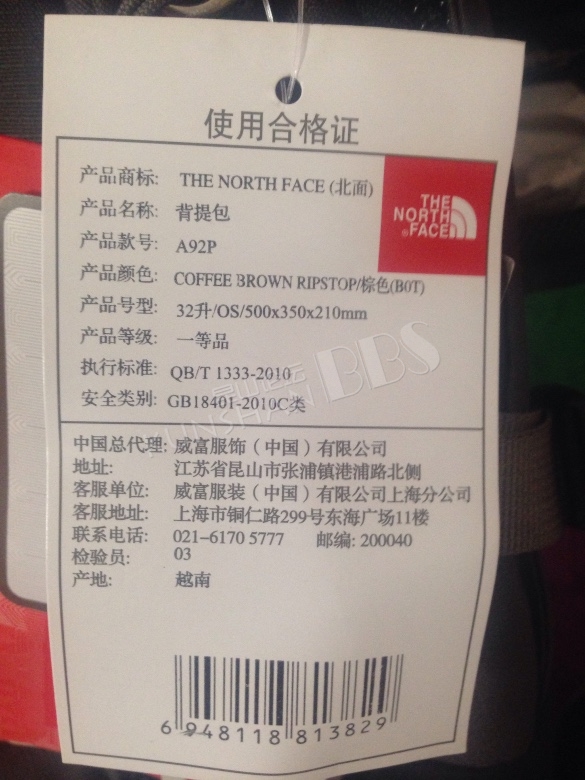 使用合格证
产品商标: THE NORTH FACE (北面)
产品名称: 背提包
产品款号: A92P
产品颜色: COFFEE BROWN RIPSTOP/棕色(B0T)
产品号型: 32升/OS/500x350x210mm
产品等级: 一等品
执行标准: QB/T 1333-2010
安全类别: GB18401-2010C类
THE
NORTH
FACE
中国总代理: 威富服饰（中国）有限公司
地址: 江苏省昆山市张浦镇港浦路北侧
客服单位: 威富服装（中国）有限公司上海分公司
客服地址: 上海市铜仁路299号东海广场11楼
联系电话: 021-6170 5777 邮编: 200040
检验员: 03
产地: 越南
6 948118 813829
BBS